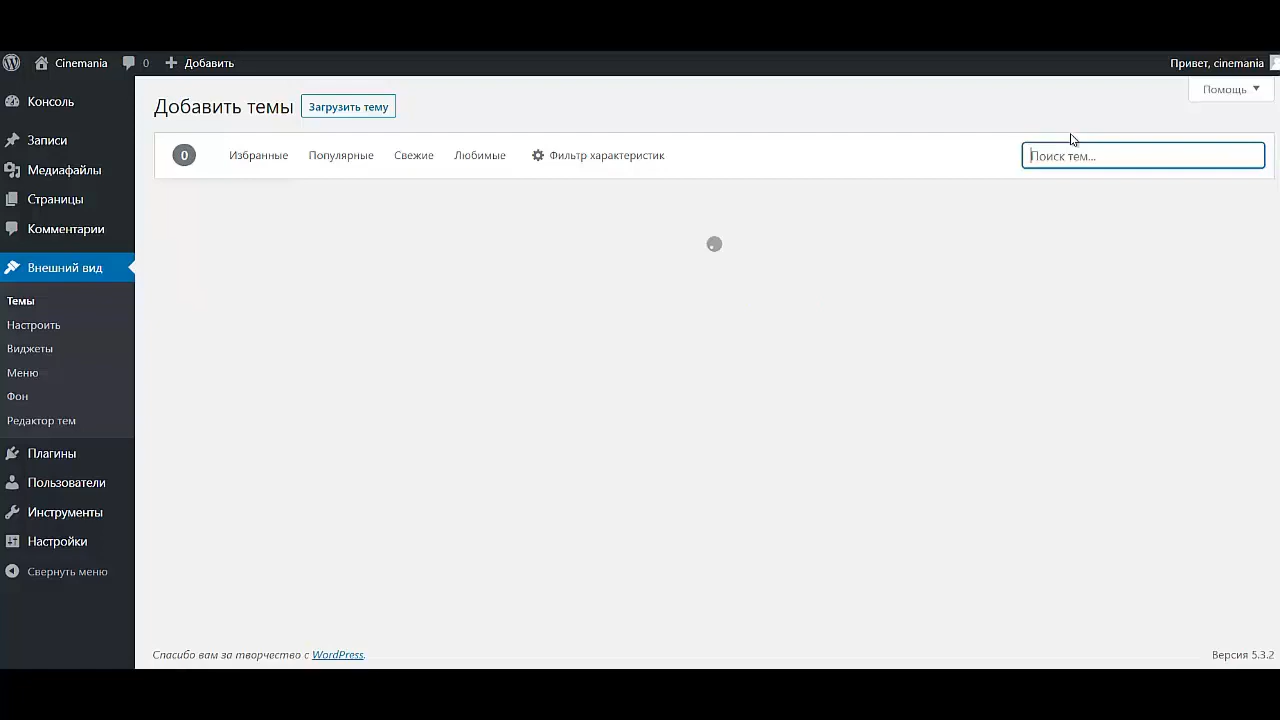 Cinemania 0 Добавить Привет, cinemania
Помощь
Добавить темы Загрузить тему
0 Избранные Популярные Свежие Любимые Фильтр характеристик Поиск тем...
Консоль
Записи
Медиафайлы
Страницы
Комментарии
Внешний вид
Темы
Настроить
Виджеты
Меню
Фон
Редактор тем
Плагины
Пользователи
Инструменты
Настройки
Свернуть меню
Спасибо вам за творчество с WordPress. Версия 5.3.2